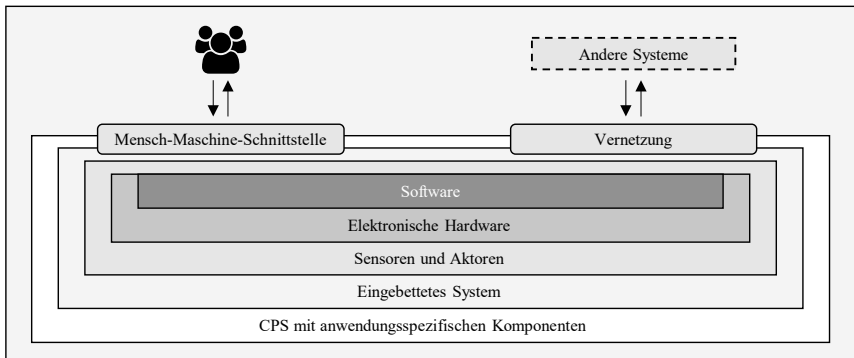 Andere Systeme
Mensch-Maschine-Schnittstelle
Vernetzung
Software
Elektronische Hardware
Sensoren und Aktoren
Eingebettetes System
CPS mit anwendungsspezifischen Komponenten